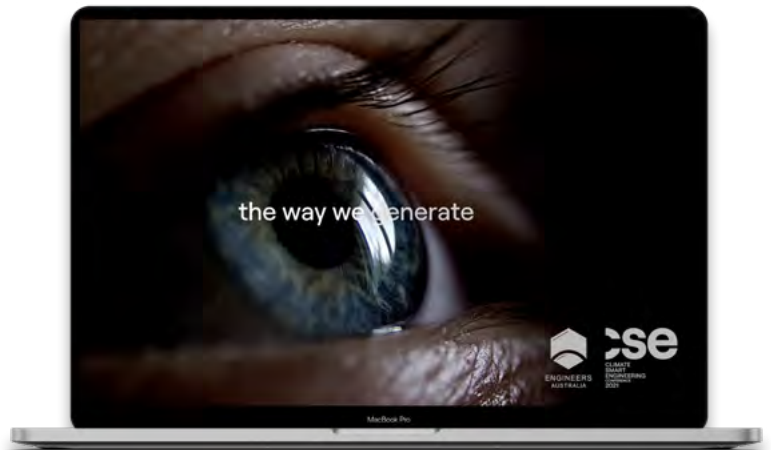 the way we generate
ENGINEERS
AUSTRALIA
cse
CLIMATE
SMART
ENGINEERING
CONFERENCE
2021
MacBook Pro